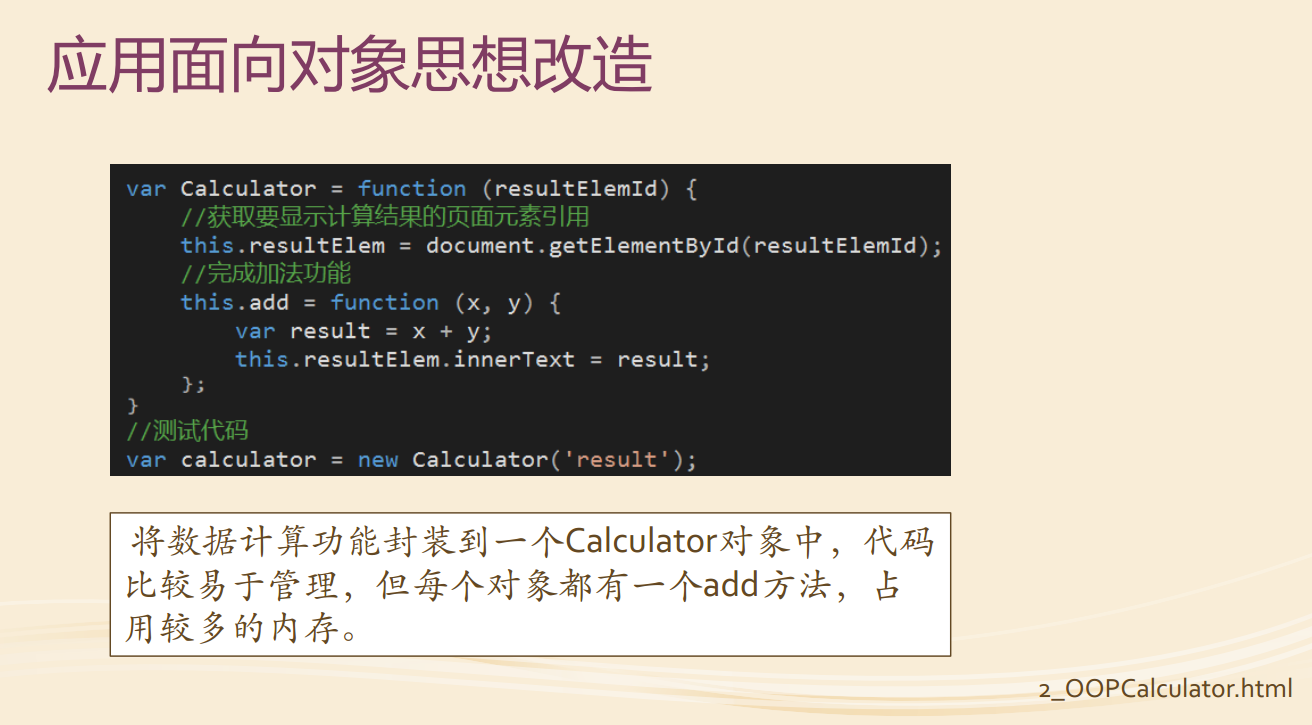 应用面向对象思想改造
var Calculator = function (resultElemId) {
//获取要显示计算结果的页面元素引用
this.resultElem = document.getElementById(resultElemId);
//完成加法功能
this.add = function (x, y) {
var result = x + y;
this.resultElem.innerText = result;
};
}
//测试代码
var calculator = new Calculator('result');
将数据计算功能封装到一个Calculator对象中，代码
比较易于管理，但每个对象都有一个add方法，占
用较多的内存。
2_OOPCalculator.html